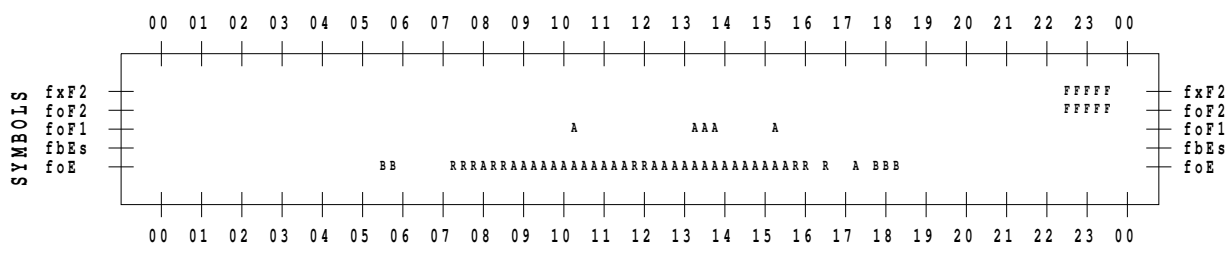 00 01 02 03 04 05 06 07 08 09 10 11 12 13 14 15 16 17 18 19 20 21 22 23 00
SYMBOLS
fxF2 FFFFF fxF2
foF2 FFFFF foF2
foF1 A AAA A foF1
fbEs fbEs
foE BB RRRARRAAAAAAAAAAAAARRAAAAAAAAAAAAARR R A BBB foE
00 01 02 03 04 05 06 07 08 09 10 11 12 13 14 15 16 17 18 19 20 21 22 23 00